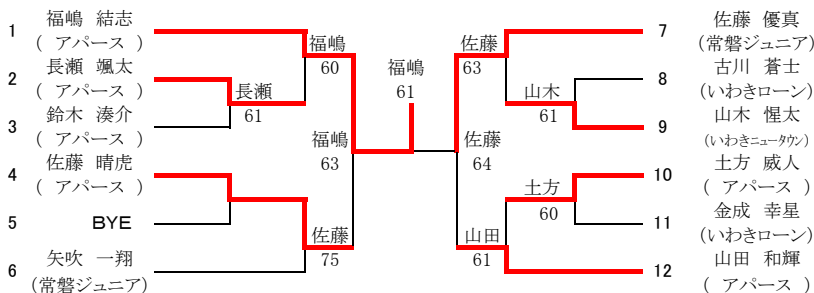 1 福嶋 結志
( アパース )
2 長瀬 颯太
( アパース )
3 鈴木 湊介
( アパース )
4 佐藤 晴虎
( アパース )
5 BYE
6 矢吹 一翔
(常磐ジュニア)
福嶋
60
長瀬
61
福嶋
63
佐藤
75
福嶋
61
佐藤
63
山木
61
佐藤
64
土方
60
山田
61
佐藤 優真 7
(常磐ジュニア)
古川 蒼士 8
(いわきローン)
山木 惺太 9
(いわきニュータウン)
土方 威人 10
( アパース )
金成 幸星 11
(いわきローン)
山田 和輝 12
( アパース )